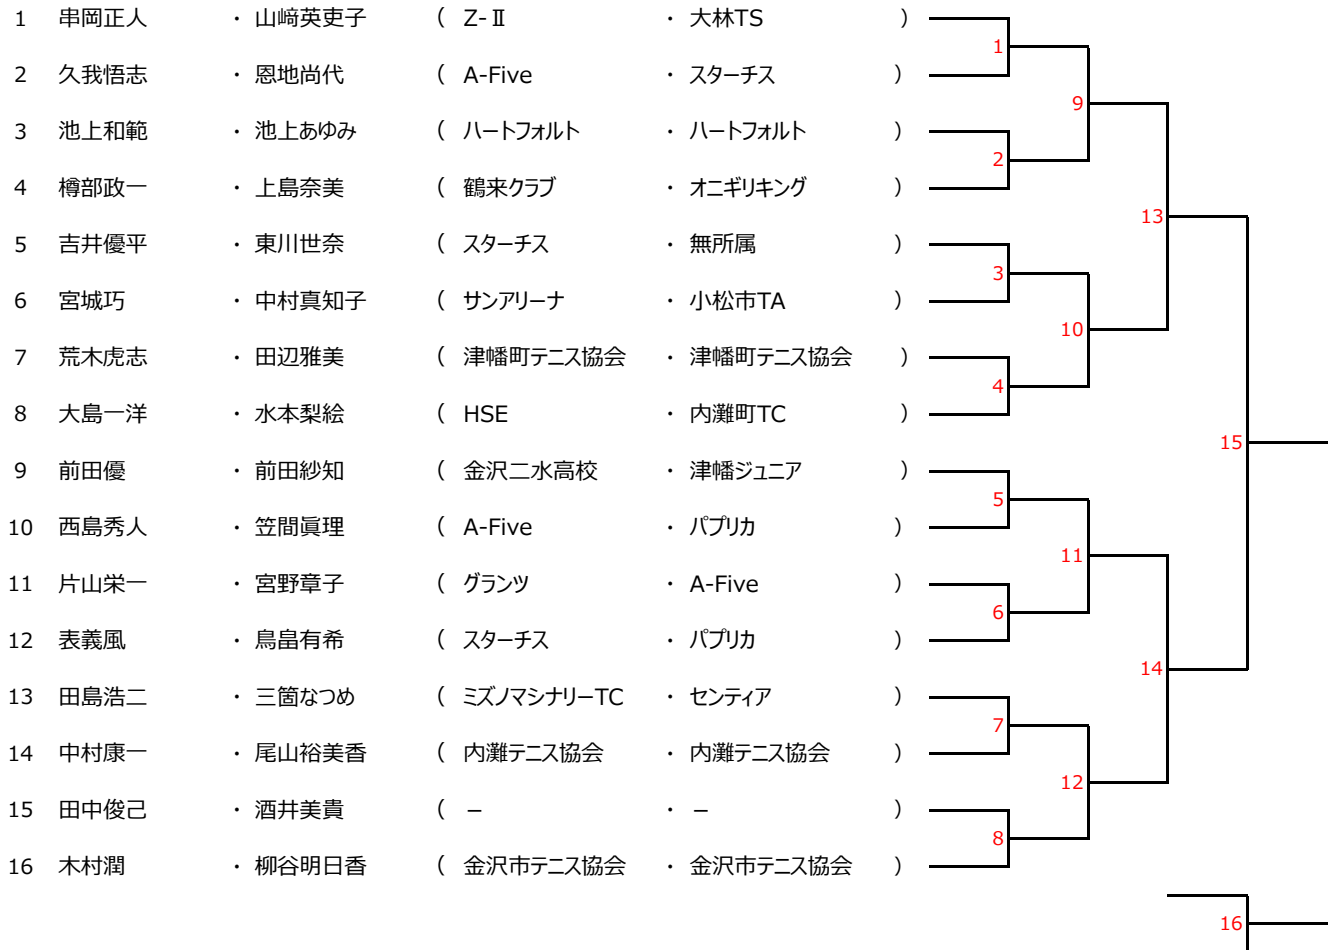 1 串岡正人 ・ 山﨑英吏子 ( Z-Ⅱ ・ 大林TS )
1
2 久我悟志 ・ 恩地尚代 ( A-Five ・ スターチス )
9
3 池上和範 ・ 池上あゆみ ( ハートフォルト ・ ハートフォルト )
2
4 樽部政一 ・ 上島奈美 ( 鶴来クラブ ・ オニギリキング )
13
5 吉井優平 ・ 東川世奈 ( スターチス ・ 無所属 )
3
6 宮城巧 ・ 中村真知子 ( サンアリーナ ・ 小松市TA )
10
7 荒木虎志 ・ 田辺雅美 ( 津幡町テニス協会 ・ 津幡町テニス協会 )
4
8 大島一洋 ・ 水本梨絵 ( HSE ・ 内灘町TC )
15
9 前田優 ・ 前田紗知 ( 金沢二水高校 ・ 津幡ジュニア )
5
10 西島秀人 ・ 笠間眞理 ( A-Five ・ パプリカ )
11
11 片山栄一 ・ 宮野章子 ( グランツ ・ A-Five )
6
12 表義風 ・ 鳥畠有希 ( スターチス ・ パプリカ )
14
13 田島浩二 ・ 三箇なつめ ( ミズノマシナリーTC ・ センティア )
7
14 中村康一 ・ 尾山裕美香 ( 内灘テニス協会 ・ 内灘テニス協会 )
12
15 田中俊己 ・ 酒井美貴 ( − ・ − )
8
16 木村潤 ・ 柳谷明日香 ( 金沢市テニス協会 ・ 金沢市テニス協会 )
16